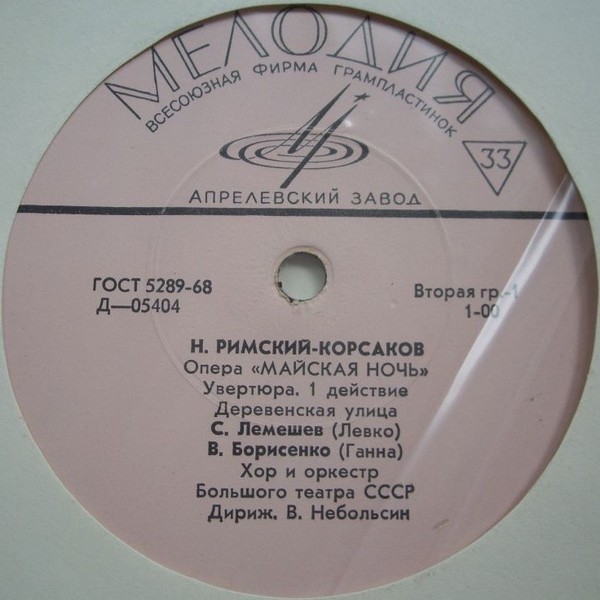 МЕЛОДИЯ
ВСЕСОЮЗНАЯ ФИРМА ГРАМПЛАСТИНОК
33
АПРЕЛЕВСКИЙ ЗАВОД
ГОСТ 5289-68
Д—05404
Вторая гр.-1
1-00
Н. РИМСКИЙ-КОРСАКОВ
Опера «МАЙСКАЯ НОЧЬ»
Увертюра. 1 действие
Деревенская улица
С. Лемешев (Левко)
В. Борисенко (Ганна)
Хор и оркестр
Большого театра СССР
Дириж. В. Небольсин